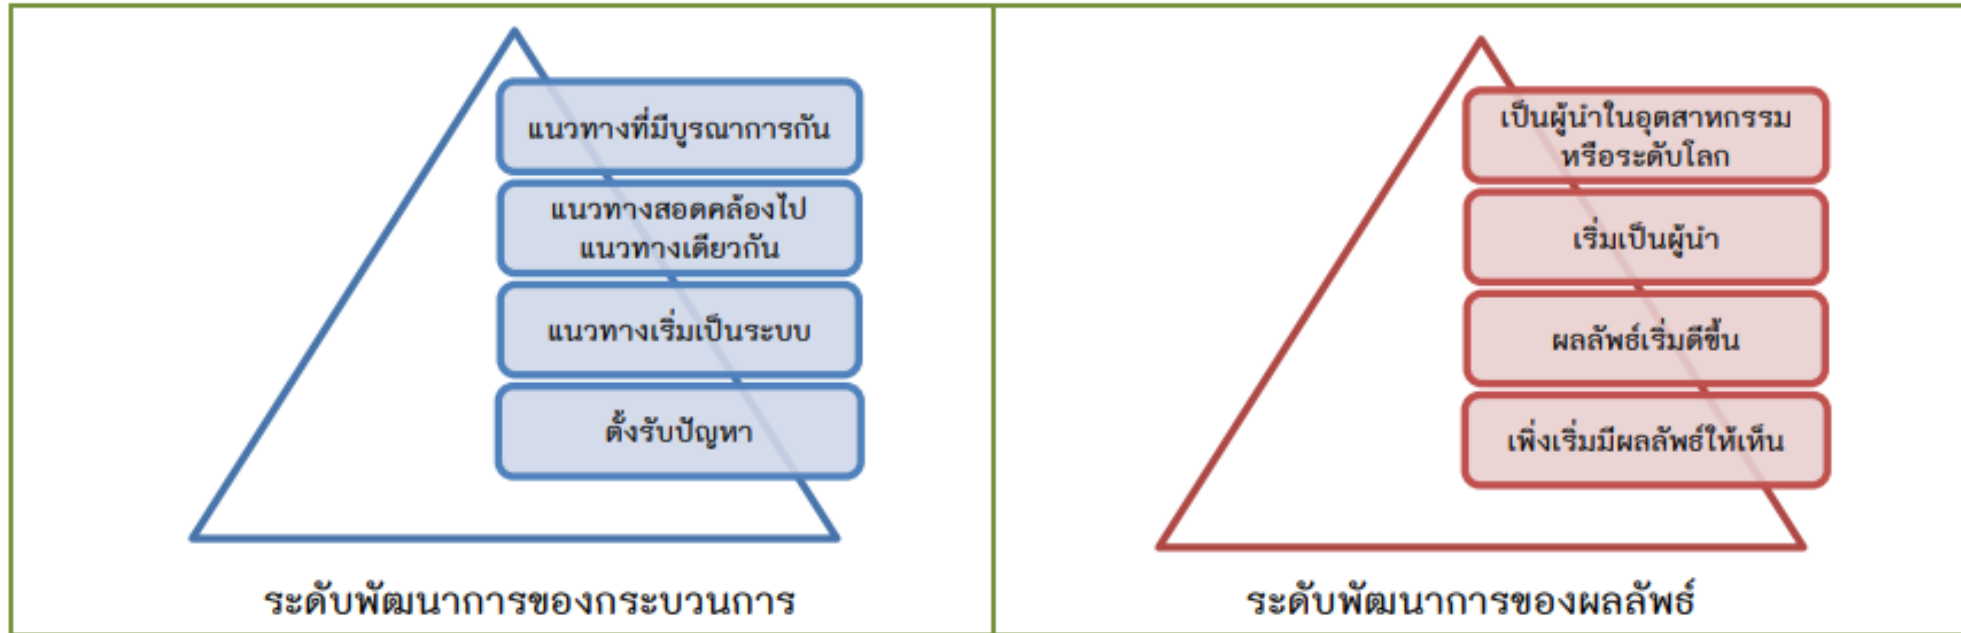 แนวทางที่มีบูรณาการกัน
แนวทางสอดคล้องไป
แนวทางเดียวกัน
แนวทางเริ่มเป็นระบบ
ตั้งรับปัญหา
ระดับพัฒนาการของกระบวนการ
เป็นผู้นำในอุตสาหกรรม
หรือระดับโลก
เริ่มเป็นผู้นำ
ผลลัพธ์เริ่มดีขึ้น
เพิ่งเริ่มมีผลลัพธ์ให้เห็น
ระดับพัฒนาการของผลลัพธ์